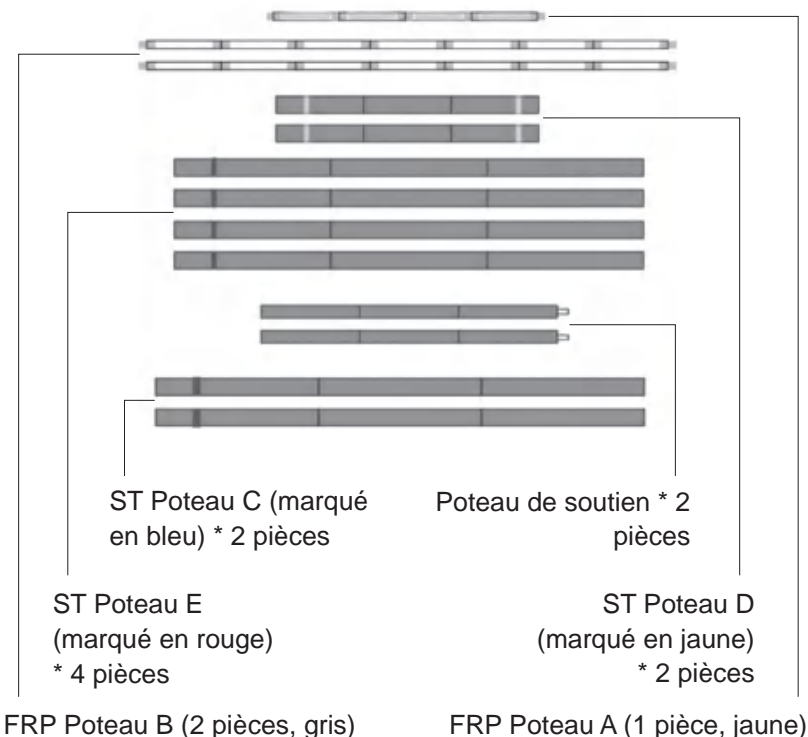 ST Poteau C (marqué
en bleu) * 2 pièces
Poteau de soutien * 2
pièces
ST Poteau E
(marqué en rouge)
* 4 pièces
ST Poteau D
(marqué en jaune)
* 2 pièces
FRP Poteau B (2 pièces, gris)
FRP Poteau A (1 pièce, jaune)